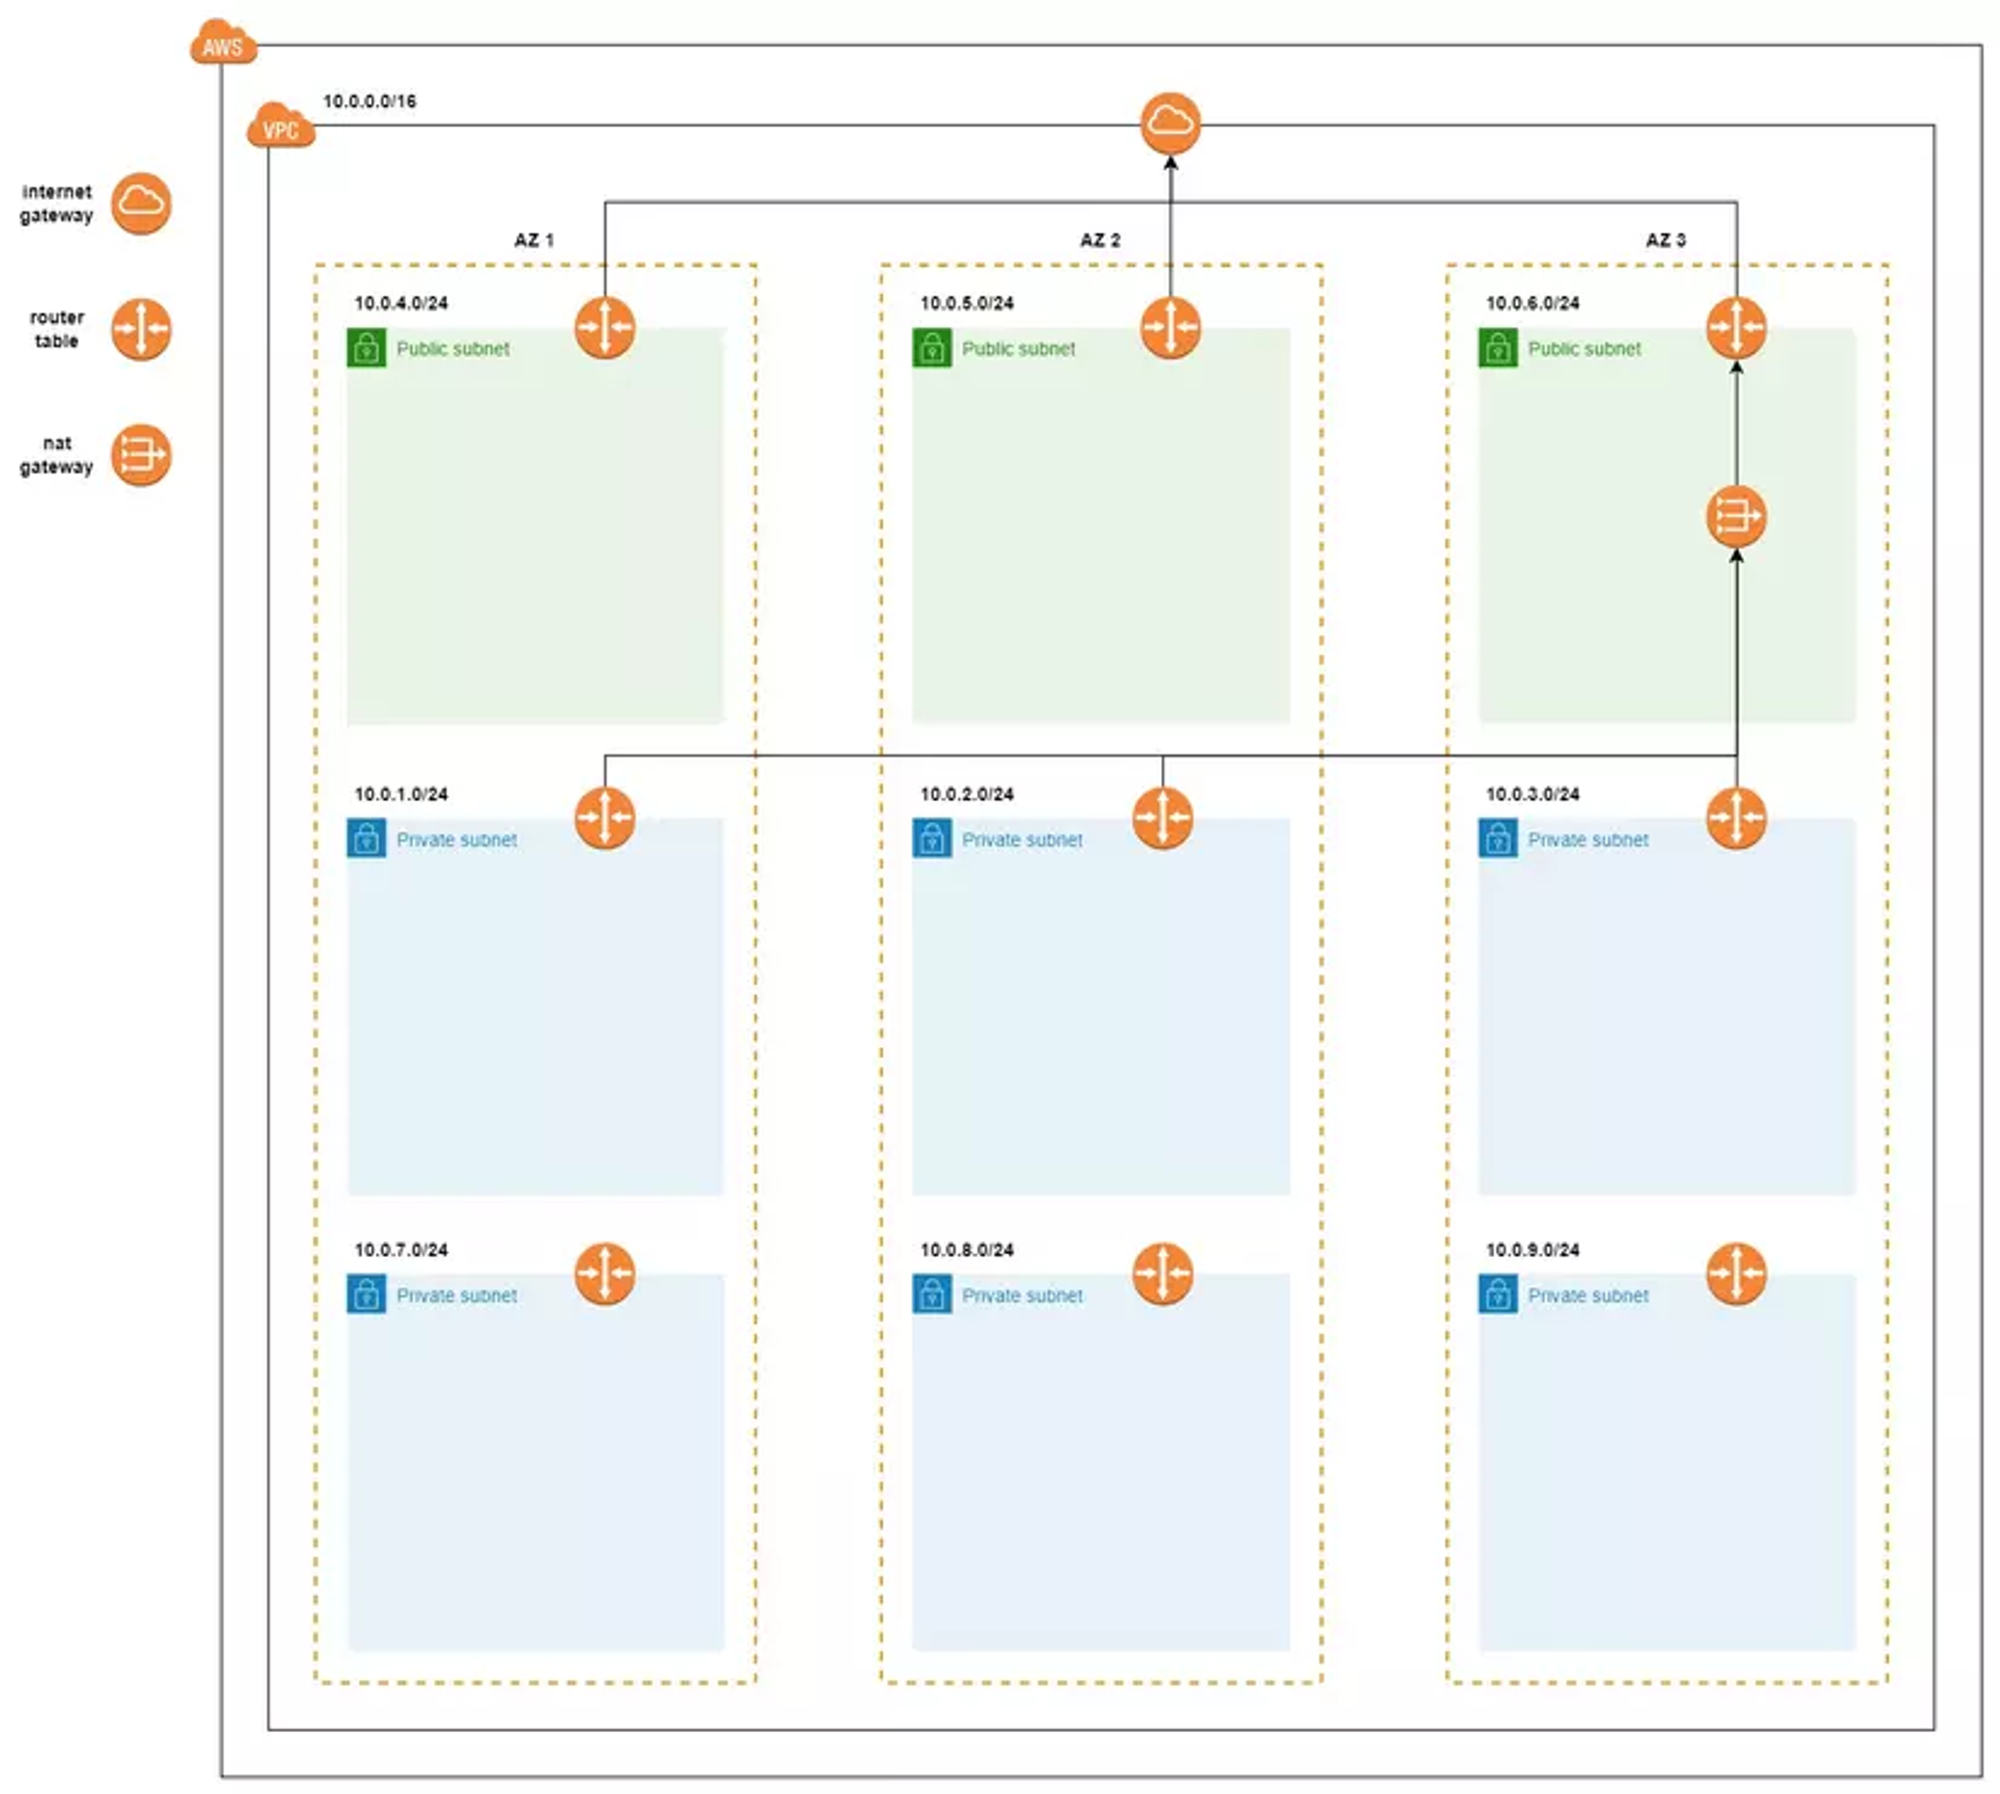 AWS
10.0.0.0/16
VPC
internet
gateway
router
table
nat
gateway
AZ 1
AZ 2
AZ 3
10.0.4.0/24
10.0.5.0/24
10.0.6.0/24
Public subnet
Public subnet
Public subnet
10.0.1.0/24
10.0.2.0/24
10.0.3.0/24
Private subnet
Private subnet
Private subnet
10.0.7.0/24
10.0.8.0/24
10.0.9.0/24
Private subnet
Private subnet
Private subnet